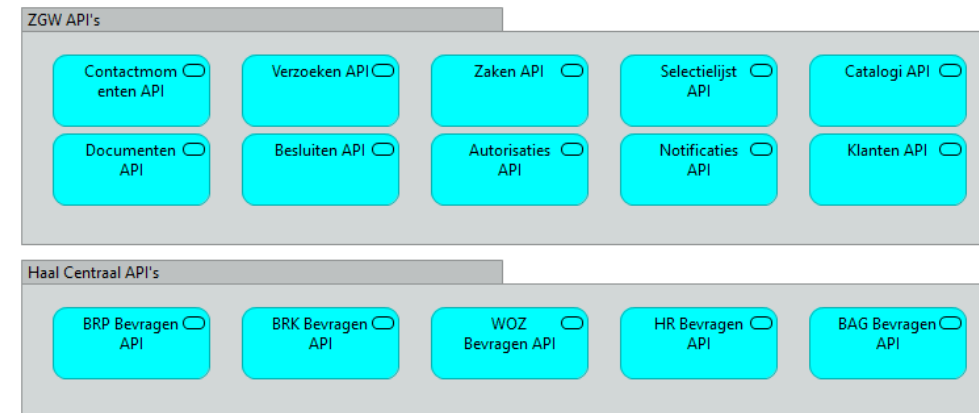 ZGW API's
Contactmom
enten API
Verzoeken API
Zaken API
Selectielijst
API
Catalogi API
Documenten
API
Besluiten API
Autorisaties
API
Notificaties
API
Klanten API
Haal Centraal API's
BRP Bevragen
API
BRK Bevragen
API
WOZ
Bevragen API
HR Bevragen
API
BAG Bevragen
API